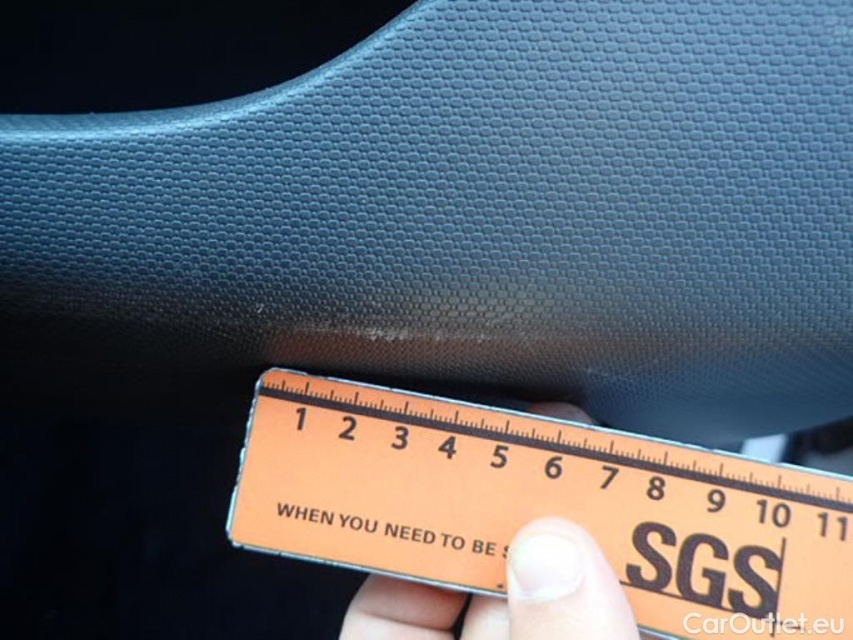 1 2 3 4 5 6 7 8 9 10 11
WHEN YOU NEED TO BE
SGS
CarOutlet.eu